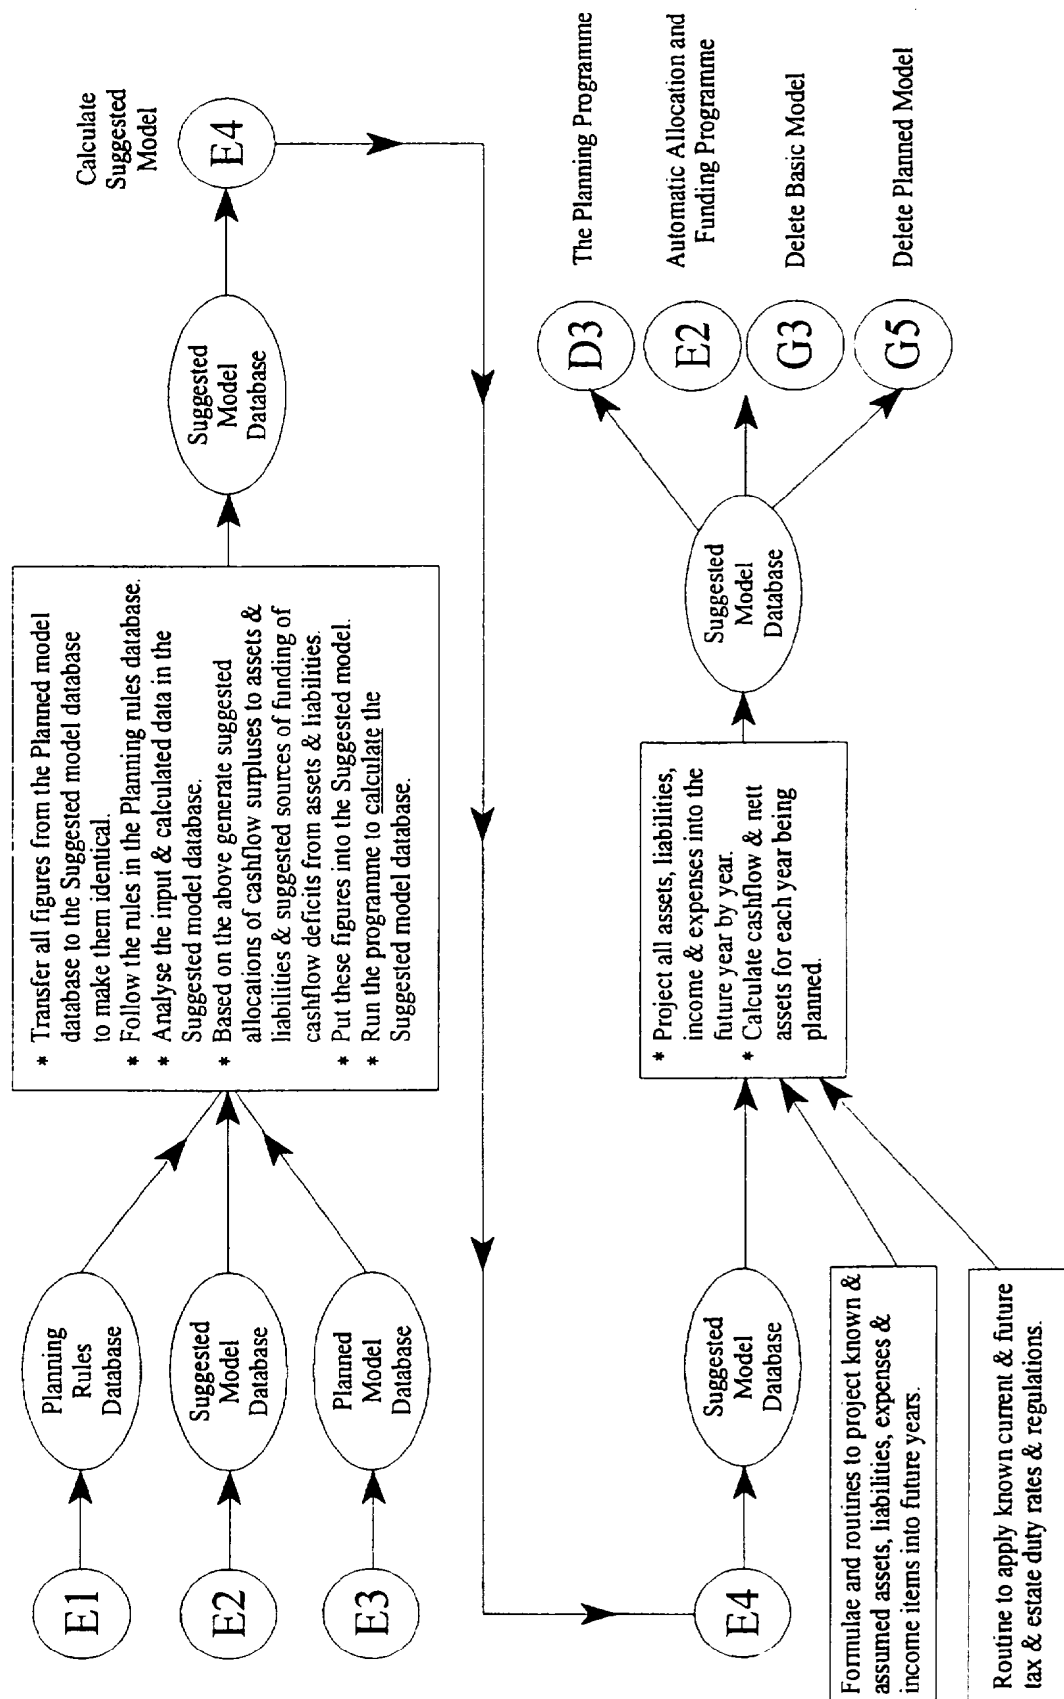 E1
Planning
Rules
Database
E2
Suggested
Model
Database
E3
Planned
Model
Database
* Transfer all figures from the Planned model
database to the Suggested model database
to make them identical.
* Follow the rules in the Planning rules database.
* Analyse the input & calculated data in the
Suggested model database.
* Based on the above generate suggested
allocations of cashflow surpluses to assets &
liabilities & suggested sources of funding of
cashflow deficits from assets & liabilities.
* Put these figures into the Suggested model.
* Run the programme to calculate the
Suggested model database.
Suggested
Model
Database
Calculate
Suggested
Model
E4
E4
Suggested
Model
Database
Formulae and routines to project known &
assumed assets, liabilities, expenses &
income items into future years.
Routine to apply known current & future
tax & estate duty rates & regulations.
* Project all assets, liabilities,
income & expenses into the
future year by year.
* Calculate cashflow & nett
assets for each year being
planned.
Suggested
Model
Database
D3
The Planning Programme
E2
Automatic Allocation and
Funding Programme
G3
Delete Basic Model
G5
Delete Planned Model